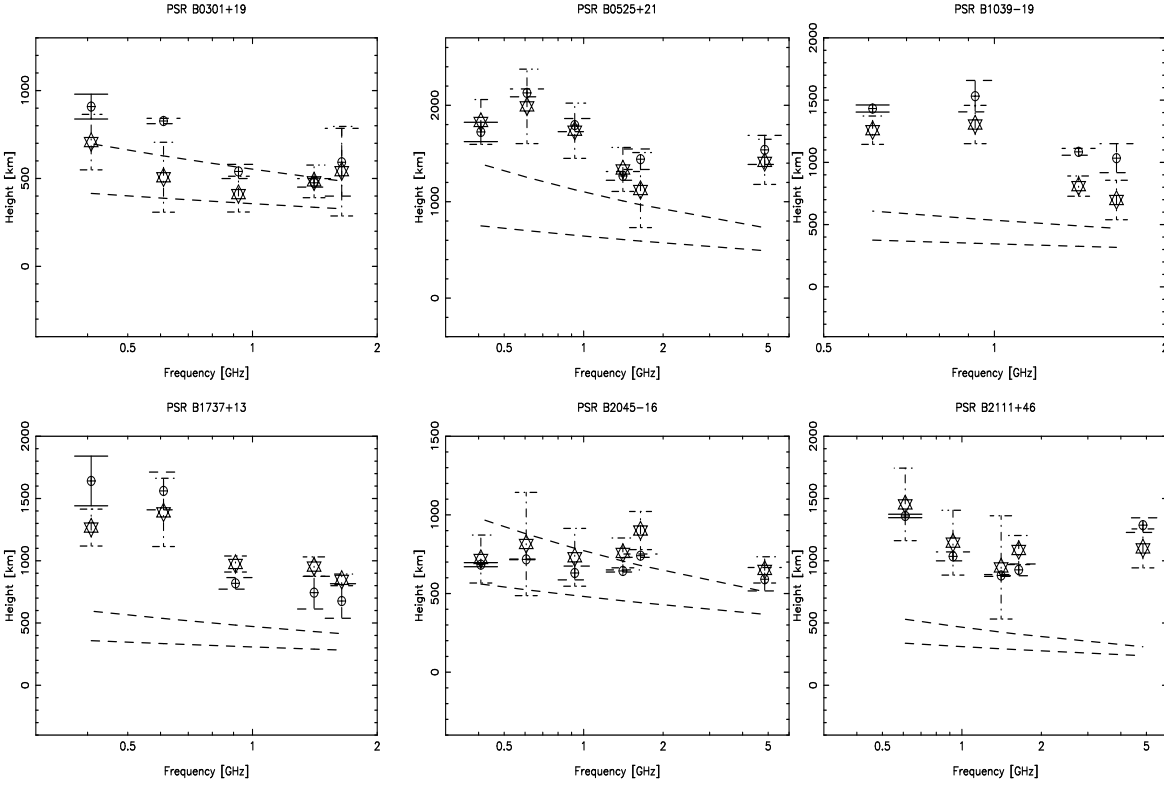 PSR B0301+19
PSR B0525+21
PSR B1039−19
Height [km]
0
500
1000
0.5
1
2
Frequency [GHz]
Height [km]
0
1000
2000
0.5
1
2
5
Frequency [GHz]
Height [km]
0
500
1000
1500
2000
0.5
1
2
Frequency [GHz]
PSR B1737+13
PSR B2045−16
PSR B2111+46
Height [km]
0
500
1000
1500
2000
0.5
1
2
Frequency [GHz]
Height [km]
0
500
1000
1500
0.5
1
2
5
Frequency [GHz]
Height [km]
0
500
1000
1500
2000
0.5
1
2
5
Frequency [GHz]